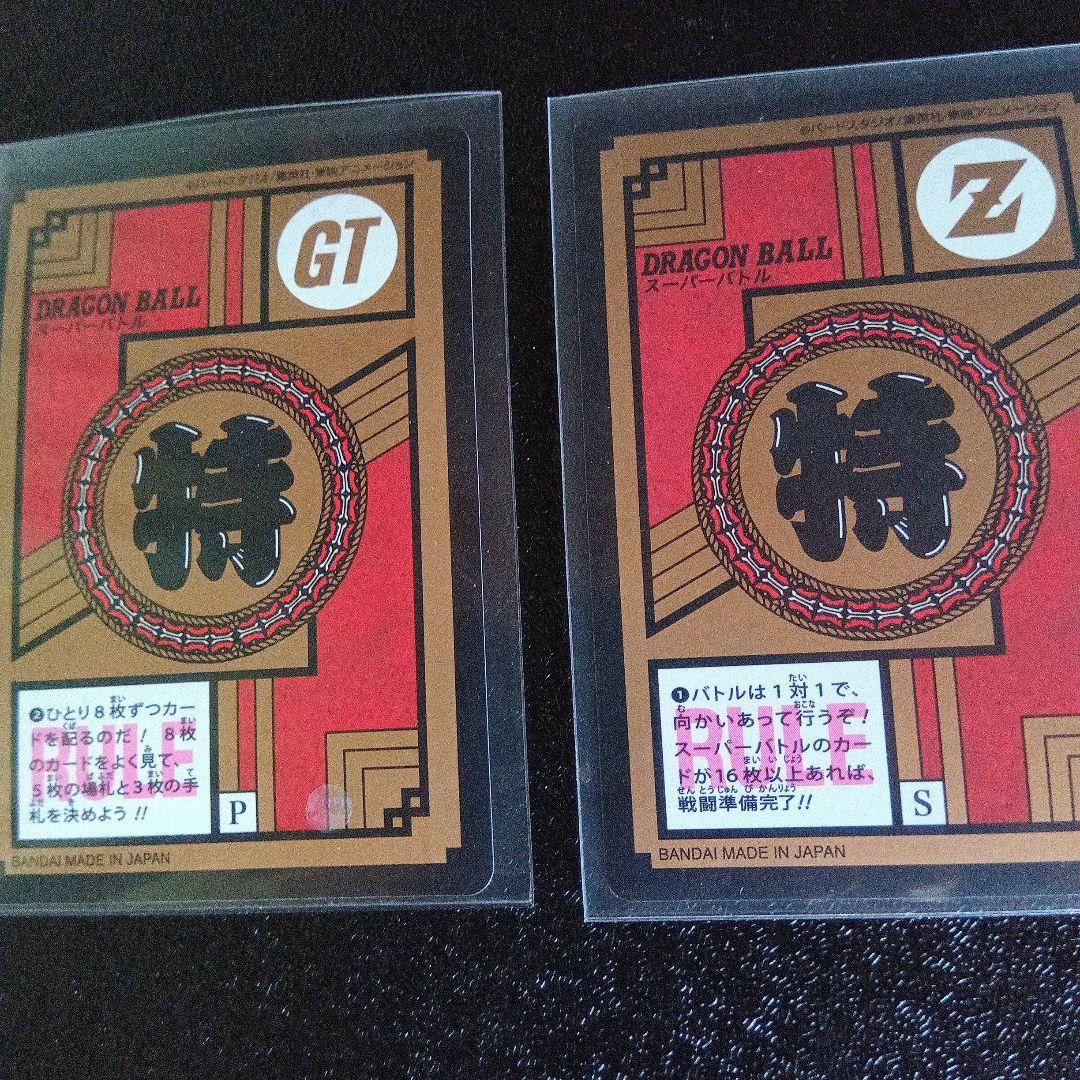 GT
DRAGON BALL
スーパーバトル
特
❷ひとり8枚ずつカー
ドを配るのだ! 8枚
のカードをよく見て、
5枚の場札と3枚の手
札を決めよう!!
RULE
P
BANDAI MADE IN JAPAN
Z
DRAGON BALL
スーパーバトル
特
❶バトルは1対1で、
向かいあって行うぞ!
スーパーバトルのカー
ドが16枚以上あれば、
戦闘準備完了!!
RULE
S
BANDAI MADE IN JAPAN